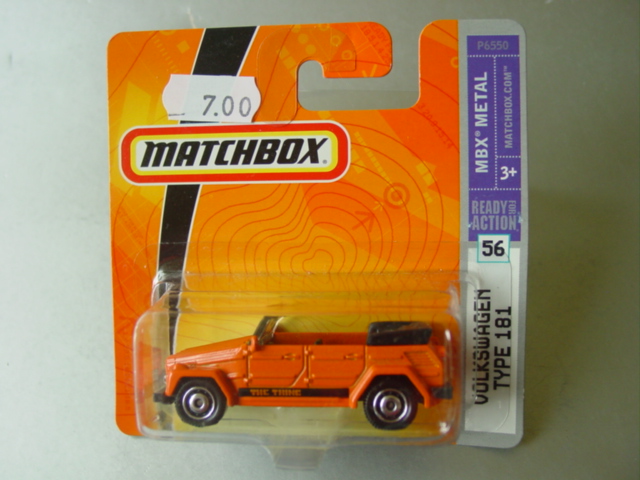 7.00
MATCHBOX®
P6550
MBX® METAL
MATCHBOX.COM™
3+
READY FOR ACTION
56
VOLKSWAGEN
TYPE 181
THE THING